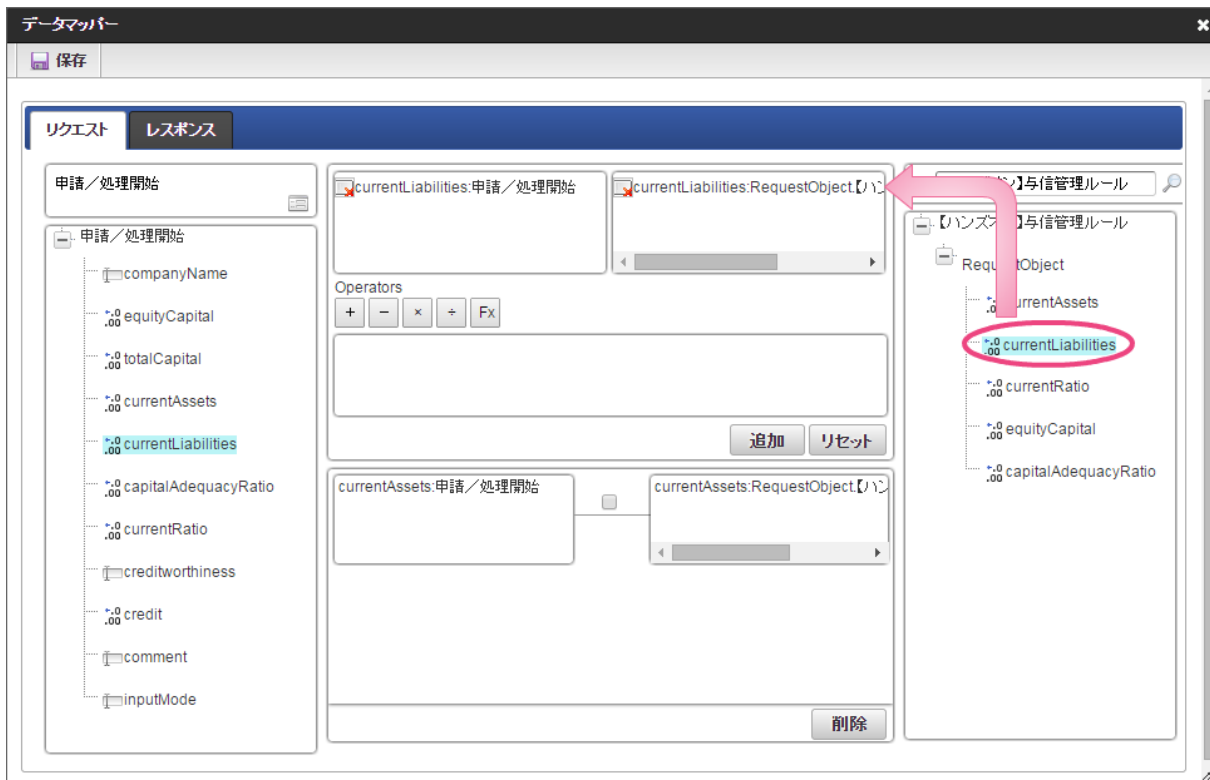 データマッパー
保存
リクエスト
レスポンス
申請／処理開始
申請／処理開始
companyName
equityCapital
totalCapital
currentAssets
currentLiabilities
capitalAdequacyRatio
currentRatio
creditworthiness
credit
comment
inputMode
currentLiabilities:申請／処理開始
currentLiabilities:RequestObject.【ハン
Operators
+ − × ÷ Fx
追加
リセット
currentAssets:申請／処理開始
currentAssets:RequestObject.【ハン
削除
】与信管理ルール
【ハンズオン】与信管理ルール
RequestObject
currentAssets
currentLiabilities
currentRatio
equityCapital
capitalAdequacyRatio